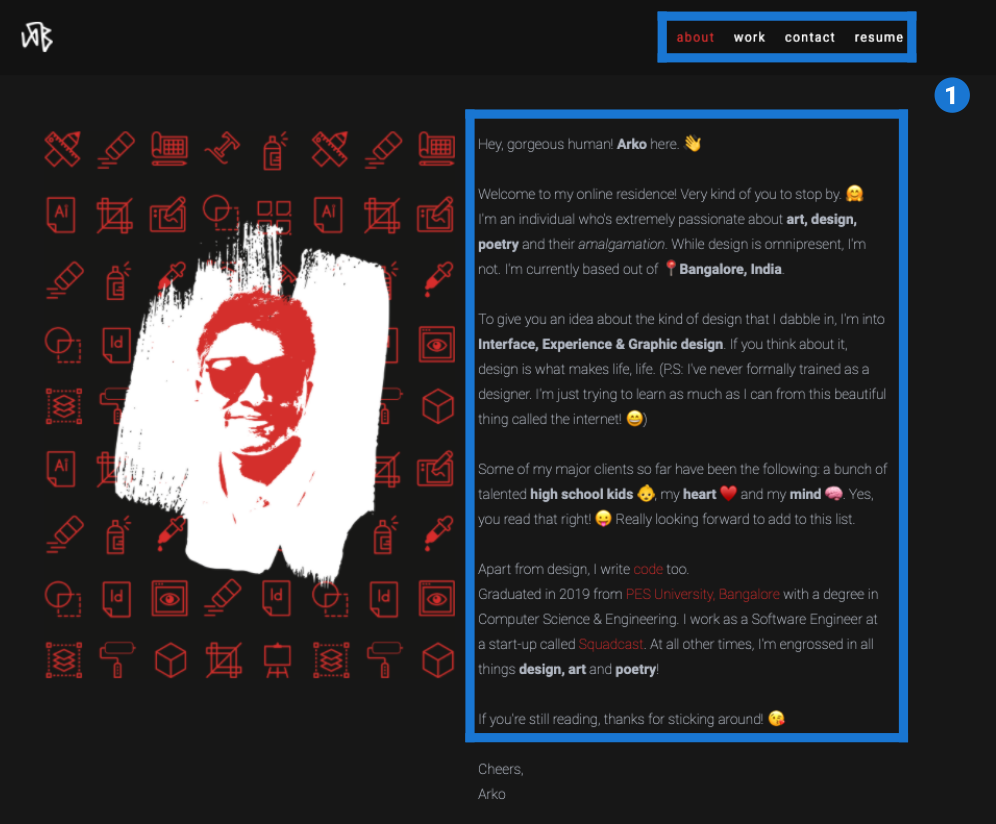 about work contact resume
1
Hey, gorgeous human! Arko here. 👋
Welcome to my online residence! Very kind of you to stop by. 🤗
I'm an individual who's extremely passionate about art, design,
poetry and their amalgamation. While design is omnipresent, I'm
not. I'm currently based out of 📍Bangalore, India.
To give you an idea about the kind of design that I dabble in, I'm into
Interface, Experience & Graphic design. If you think about it,
design is what makes life, life. (P.S: I've never formally trained as a
designer. I'm just trying to learn as much as I can from this beautiful
thing called the internet! 😄)
Some of my major clients so far have been the following: a bunch of
talented high school kids 👶, my heart ❤️ and my mind 🧠. Yes,
you read that right! 😛 Really looking forward to add to this list.
Apart from design, I write code too.
Graduated in 2019 from PES University, Bangalore with a degree in
Computer Science & Engineering. I work as a Software Engineer at
a start-up called Squadcast. At all other times, I'm engrossed in all
things design, art and poetry!
If you're still reading, thanks for sticking around! 😘
Cheers,
Arko
Ai
Ai
Id
Id
Ai
Id
Id
Id